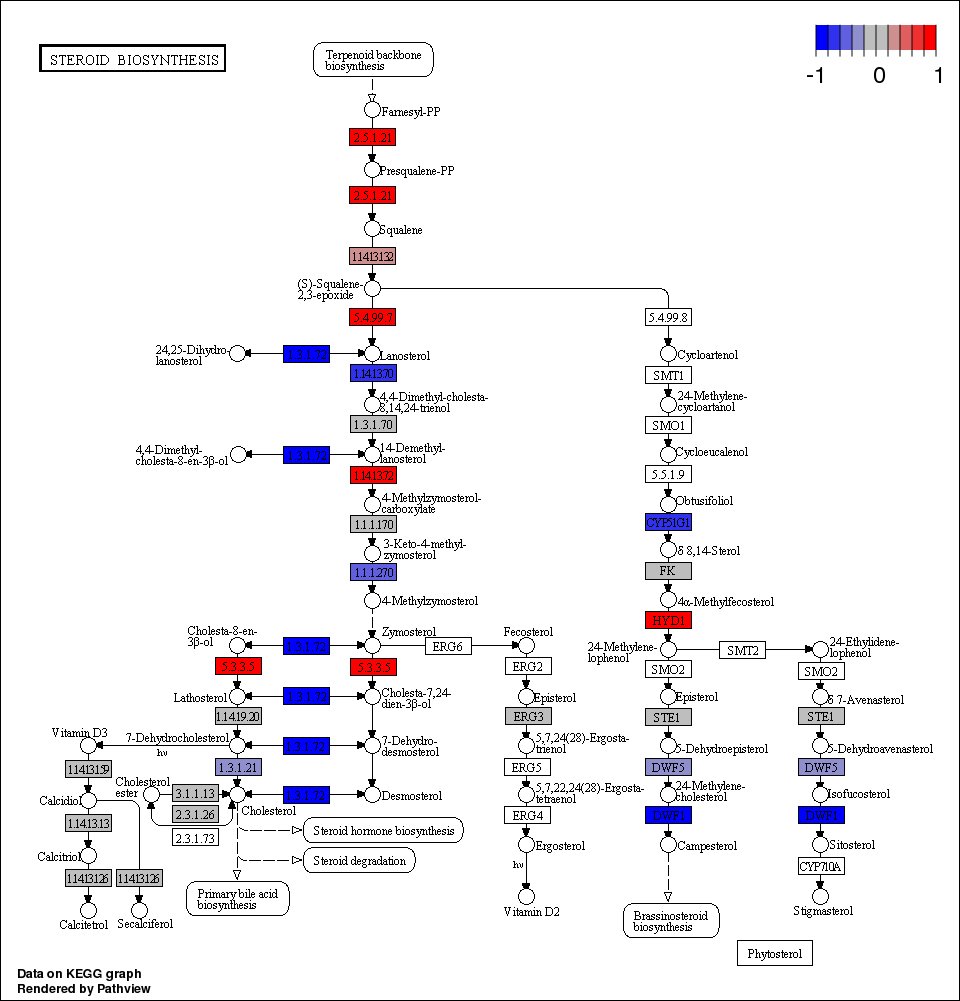 STEROID BIOSYNTHESIS
-1 0 1
Terpenoid backbone
biosynthesis
Farnesyl-PP
2.5.1.21
Presqualene-PP
2.5.1.21
Squalene
1.14.13.132
(S)-Squalene-
2,3-epoxide
5.4.99.7
5.4.99.8
24,25-Dihydro-
lanosterol
1.3.1.72
Lanosterol
Cycloartenol
1.14.13.70
SMT1
4,4-Dimethyl-cholesta-
8,14,24-trienol
24-Methylene-
cycloartanol
1.3.1.70
SMO1
4,4-Dimethyl-
cholesta-8-en-3β-ol
1.3.1.72
14-Demethyl-
lanosterol
Cycloeucalenol
1.14.13.72
5.5.1.9
4-Methylzymosterol-
carboxylate
Obtusifoliol
1.1.1.170
CYP51G1
3-Keto-4-methyl-
zymosterol
δ 8,14-Sterol
1.1.1.270
FK
4-Methylzymosterol
4α-Methylfecosterol
HYD1
Cholesta-8-en-
3β-ol
1.3.1.72
Zymosterol
ERG6
Fecosterol
24-Methylene-
lophenol
SMT2
24-Ethylidene-
lophenol
5.3.3.5
5.3.3.5
ERG2
SMO2
SMO2
Lathosterol
1.3.1.72
Cholesta-7,24-
dien-3β-ol
Episterol
Episterol
δ 7-Avenasterol
1.14.19.20
ERG3
STE1
STE1
Vitamin D3
7-Dehydrocholesterol
hν
1.3.1.72
7-Dehydro-
desmosterol
5,7,24(28)-Ergosta-
trienol
5-Dehydroepisterol
5-Dehydroavenasterol
1.14.13.159
1.3.1.21
ERG5
DWF5
DWF5
Calcidiol
Cholesterol
ester
3.1.1.13
2.3.1.26
2.3.1.73
Cholesterol
1.3.1.72
Desmosterol
5,7,22,24(28)-Ergosta-
tetraenol
24-Methylene-
cholesterol
Isofucosterol
1.14.13.13
ERG4
DWF1
DWF1
Steroid hormone biosynthesis
Calcitriol
Steroid degradation
Ergosterol
Campesterol
Sitosterol
1.14.13.126
1.14.13.126
hν
CYP710A
Primary bile acid
biosynthesis
Calcitetrol
Secalciferol
Vitamin D2
Brassinosteroid
biosynthesis
Stigmasterol
Phytosterol
Data on KEGG graph
Rendered by Pathview